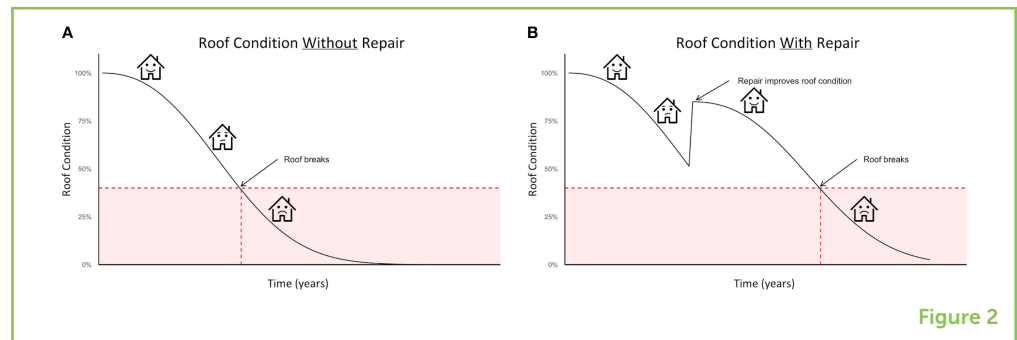 A
Roof Condition Without Repair
100%
75%
50%
25%
0%
Roof Condition
Roof breaks
Time (years)
B
Roof Condition With Repair
100%
75%
50%
25%
0%
Roof Condition
Repair improves roof condition
Roof breaks
Time (years)
Figure 2